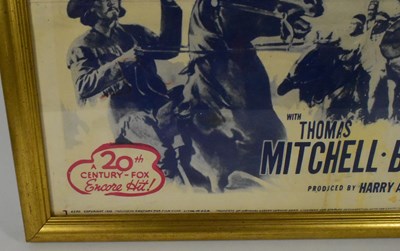 WITH
THOMAS
MITCHELL · B
PRODUCED BY HARRY A
A 20th
CENTURY-FOX
Encore Hit!